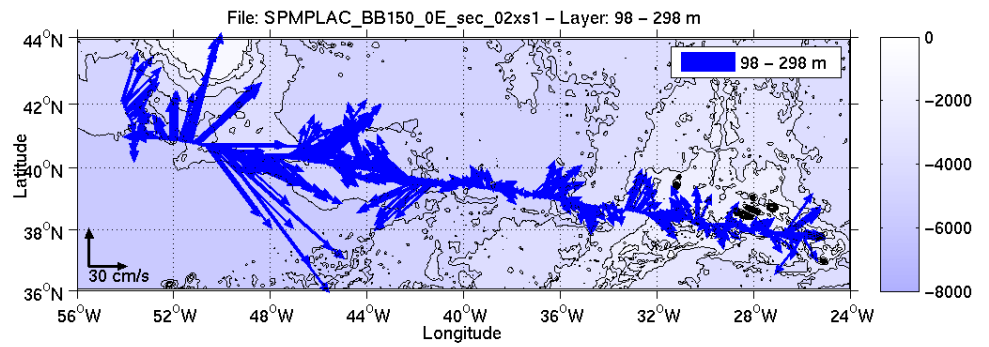 File: SPMPLAC_BB150_0E_sec_02xs1 – Layer: 98 – 298 m
44°N
42°N
40°N
38°N
36°N
Latitude
98 – 298 m
30 cm/s
56°W 52°W 48°W 44°W 40°W 36°W 32°W 28°W 24°W
Longitude
0
−2000
−4000
−6000
−8000